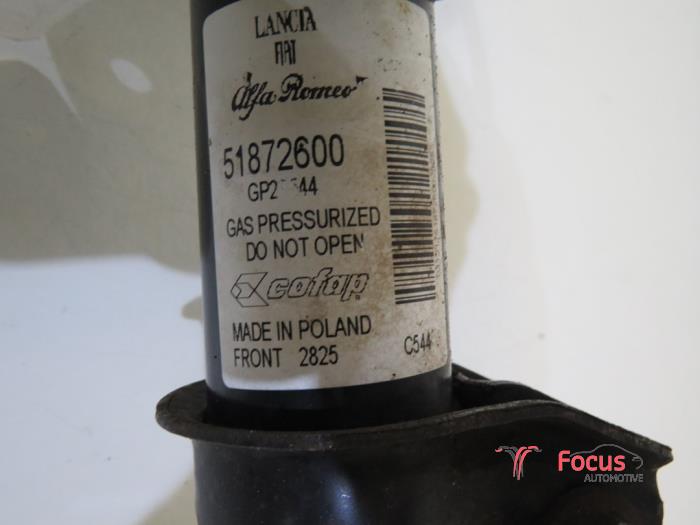 LANCIA
FIAT
Alfa Romeo
51872600
GAS PRESSURIZED
DO NOT OPEN
cofap
MADE IN POLAND
FRONT 2825
C544
Focus
AUTOMOTIVE